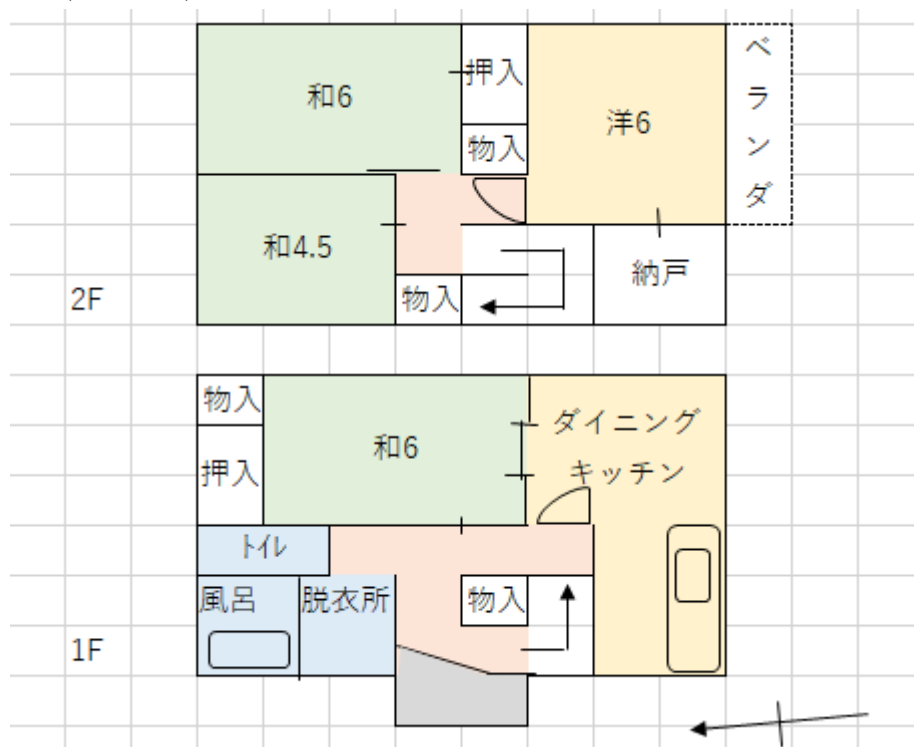 和6
押入
物入
洋6
ベランダ
和4.5
物入
納戸
2F
物入
押入
和6
ダイニング
キッチン
トイレ
風呂
脱衣所
物入
1F